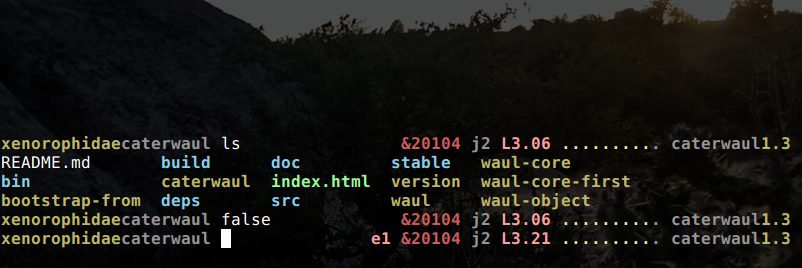 xenorophidaecaterwaul ls &20104 j2 L3.06 .......... caterwaul1.3
README.md build doc stable waul-core
bin caterwaul index.html version waul-core-first
bootstrap-from deps src waul waul-object
xenorophidaecaterwaul false &20104 j2 L3.06 .......... caterwaul1.3
xenorophidaecaterwaul e1 &20104 j2 L3.21 .......... caterwaul1.3